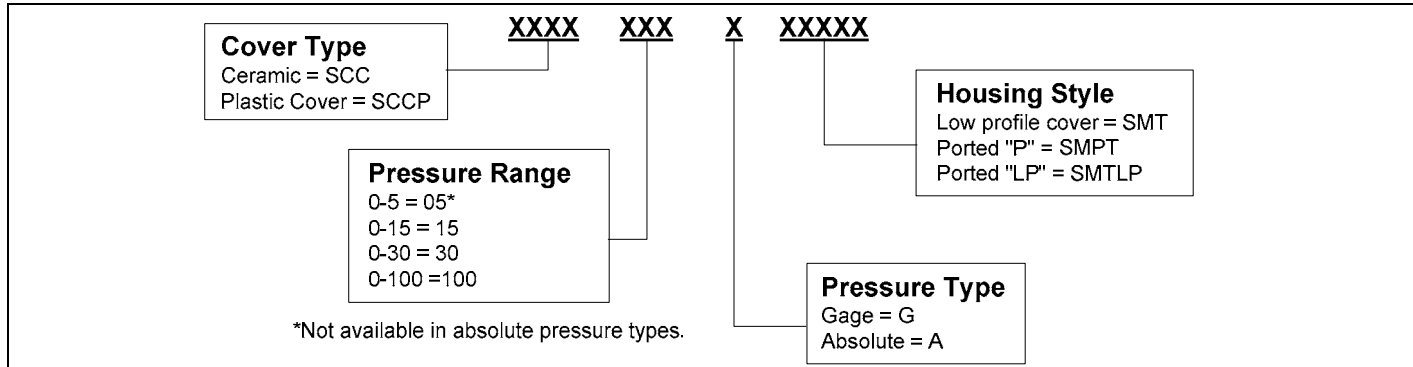 XXXX XXX X XXXXX
Cover Type
Ceramic = SCC
Plastic Cover = SCCP
Housing Style
Low profile cover = SMT
Ported "P" = SMPT
Ported "LP" = SMTLP
Pressure Range
0-5 = 05*
0-15 = 15
0-30 = 30
0-100 =100
*Not available in absolute pressure types.
Pressure Type
Gage = G
Absolute = A